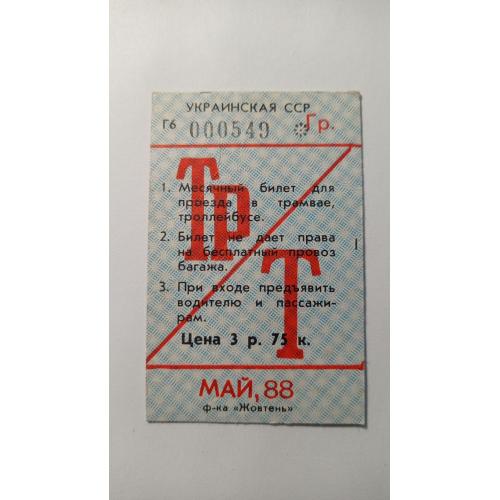 УКРАИНСКАЯ ССР
Гб 000549 Гр.
Тр
1. Месячный билет для
проезда в трамвае,
троллейбусе.
2. Билет не дает права
на бесплатный провоз
багажа.
Т
3. При входе предъявить
водителю и пассажи-
рам.
Цена 3 р. 75 к.
МАЙ, 88
ф-ка «Жовтень»